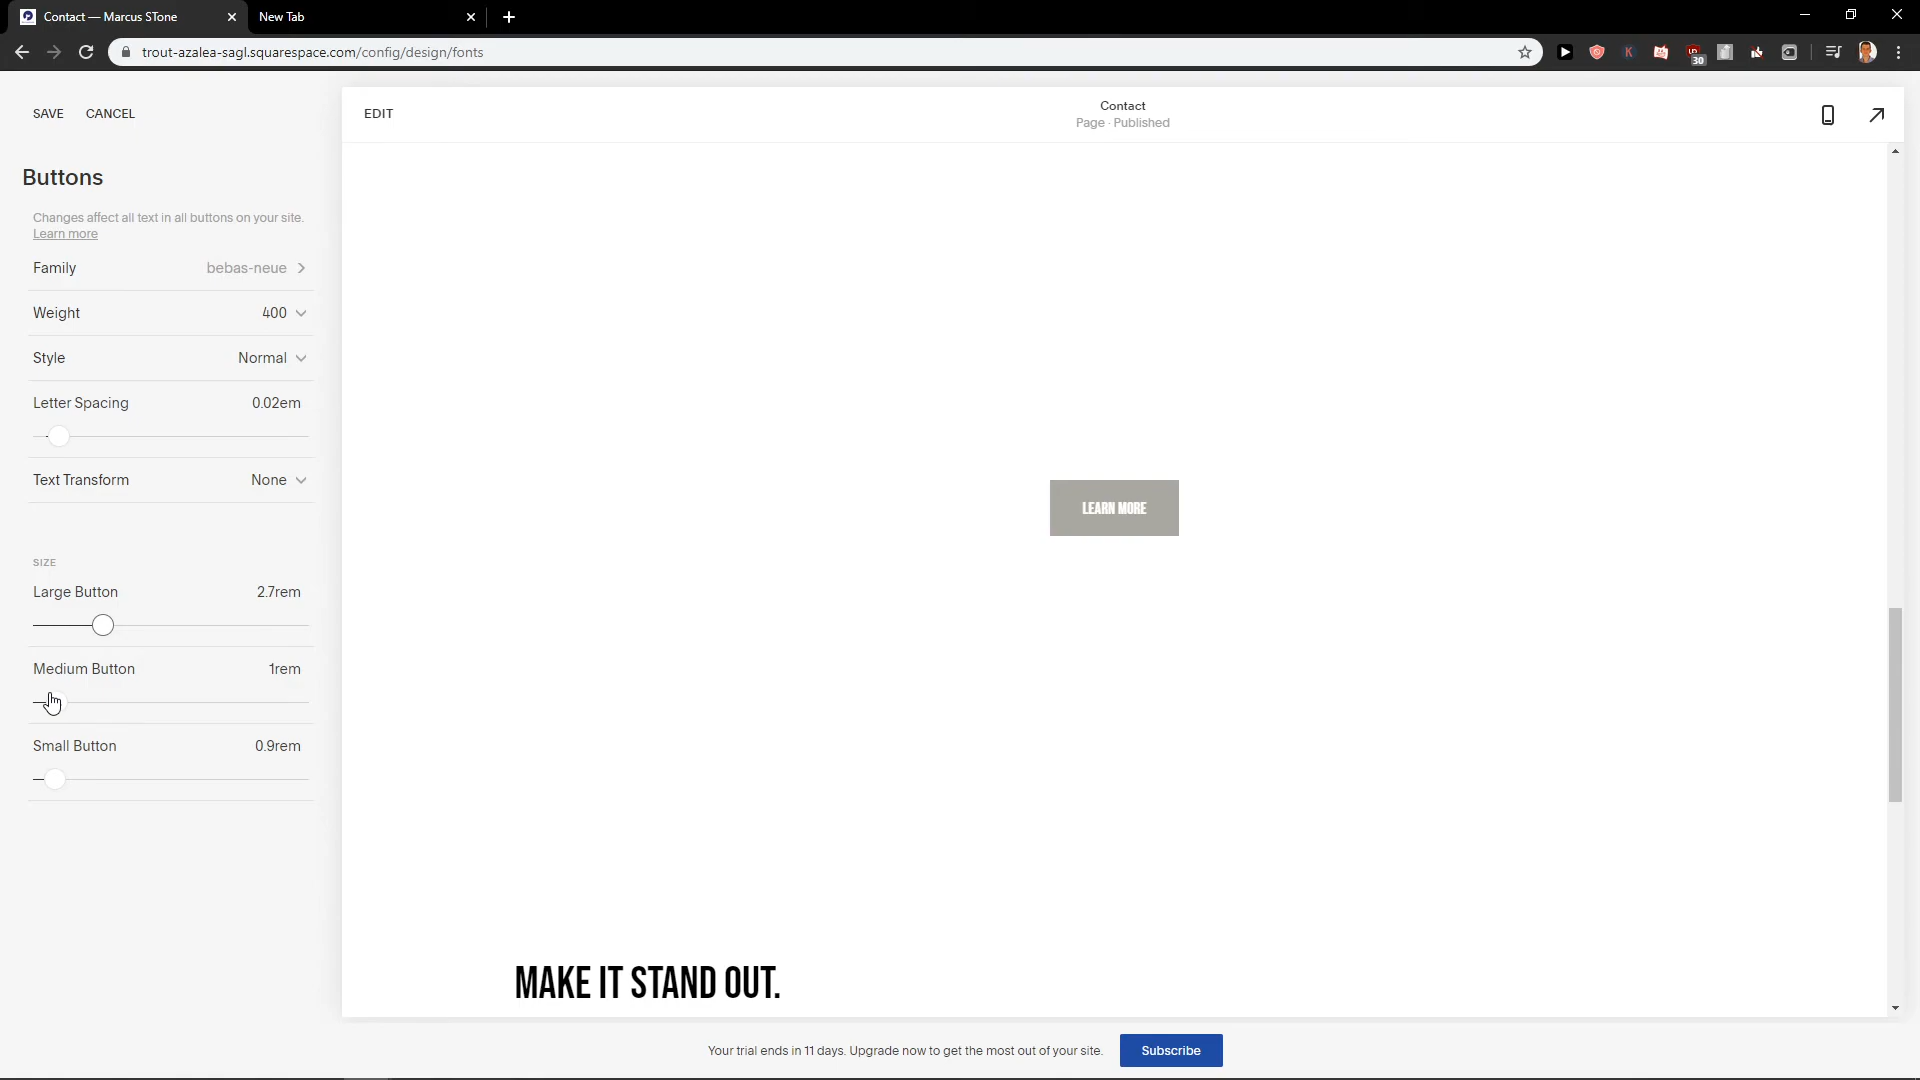 Contact — Marcus STone
New Tab
trout-azalea-sagl.squarespace.com/config/design/fonts
K
30
SAVE
CANCEL
EDIT
Contact
Page · Published
Buttons
Changes affect all text in all buttons on your site.
Learn more
Family
bebas-neue
Weight
400
Style
Normal
Letter Spacing
0.02em
Text Transform
None
LEARN MORE
SIZE
Large Button
2.7rem
Medium Button
1rem
Small Button
0.9rem
MAKE IT STAND OUT.
Your trial ends in 11 days. Upgrade now to get the most out of your site.
Subscribe